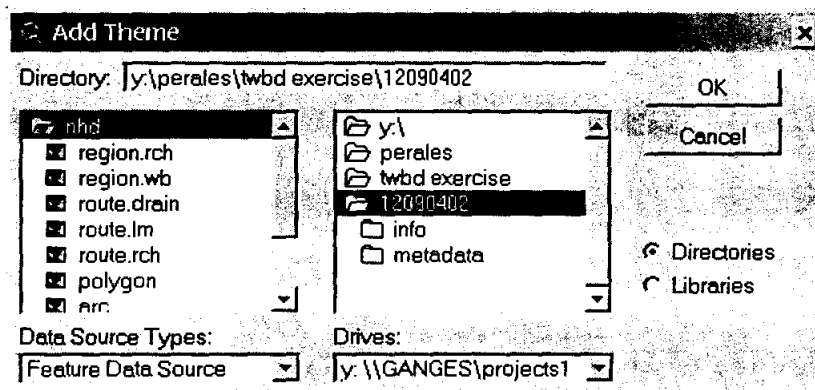 Add Theme
Directory: y:\perales\twbd exercise\12090402
OK
Cancel
nhd
region.rch
region.wb
route.drain
route.lm
route.rch
polygon
arc
y:\
perales
twbd exercise
12090402
info
metadata
Directories
Libraries
Data Source Types:
Feature Data Source
Drives:
y: \\GANGES\projects1